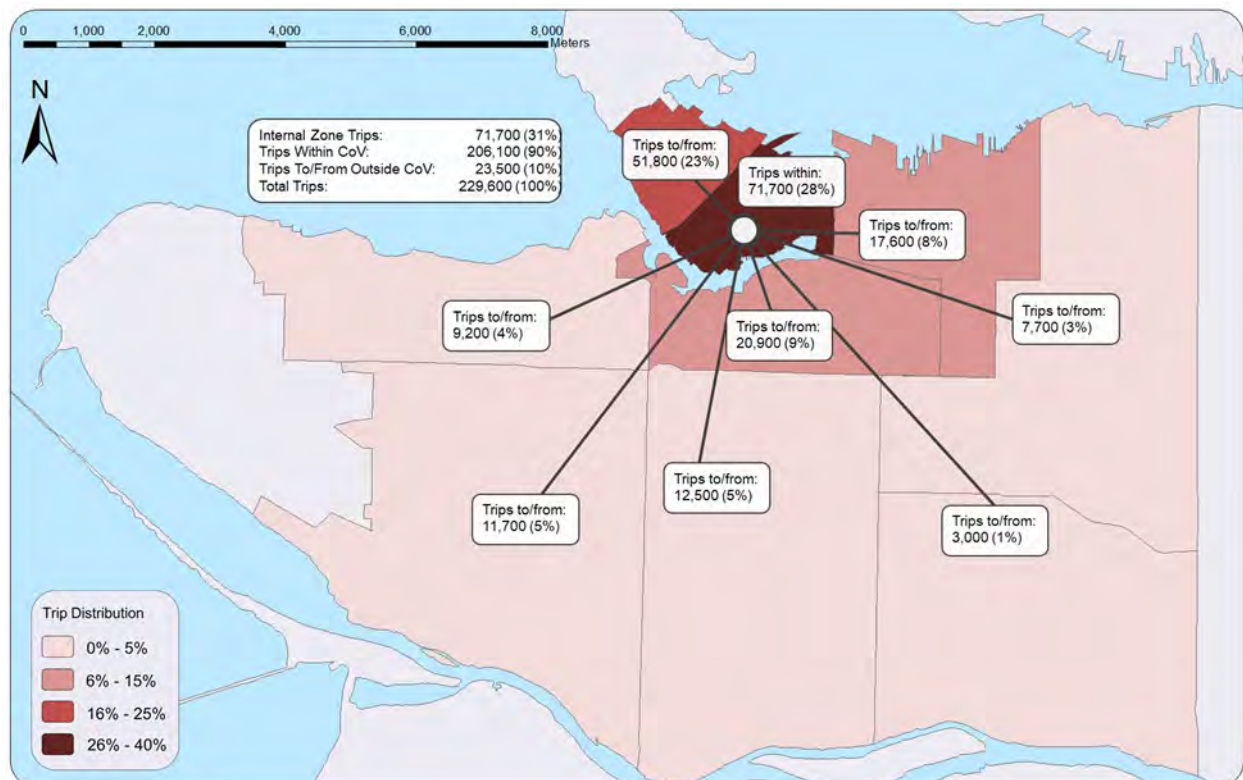 0 1,000 2,000 4,000 6,000 8,000
Meters
N
Internal Zone Trips: 71,700 (31%)
Trips Within CoV: 206,100 (90%)
Trips To/From Outside CoV: 23,500 (10%)
Total Trips: 229,600 (100%)
Trips to/from:
51,800 (23%)
Trips within:
71,700 (28%)
Trips to/from:
17,600 (8%)
Trips to/from:
9,200 (4%)
Trips to/from:
20,900 (9%)
Trips to/from:
7,700 (3%)
Trips to/from:
11,700 (5%)
Trips to/from:
12,500 (5%)
Trips to/from:
3,000 (1%)
Trip Distribution
0% - 5%
6% - 15%
16% - 25%
26% - 40%